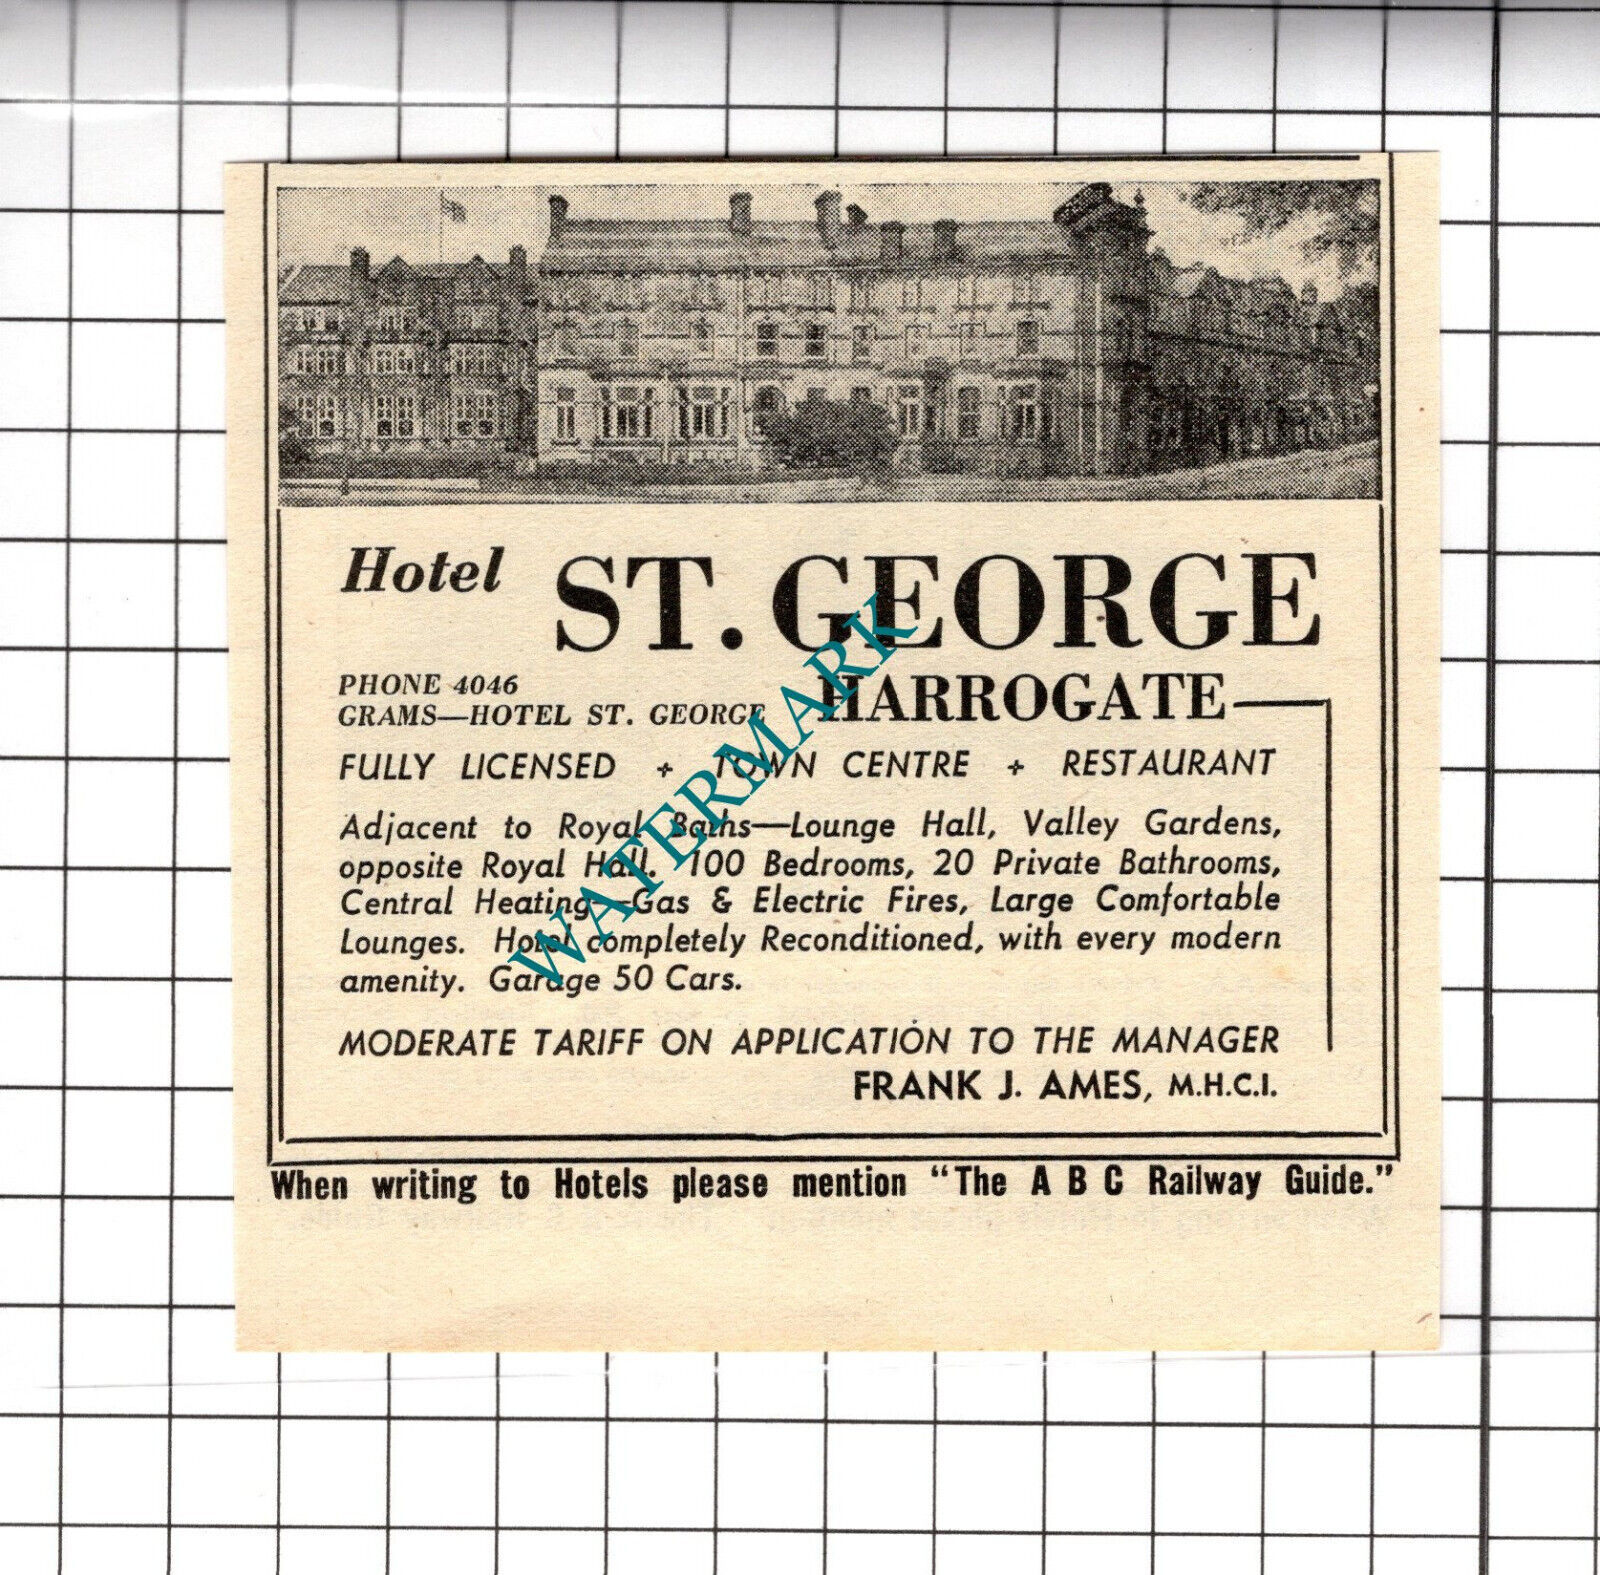 Hotel ST. GEORGE
PHONE 4046
GRAMS—HOTEL ST. GEORGE HARROGATE
FULLY LICENSED + TOWN CENTRE + RESTAURANT
Adjacent to Royal Baths—Lounge Hall, Valley Gardens,
opposite Royal Hall. 100 Bedrooms, 20 Private Bathrooms,
Central Heating—Gas & Electric Fires, Large Comfortable
Lounges. Hotel completely Reconditioned, with every modern
amenity. Garage 50 Cars.
MODERATE TARIFF ON APPLICATION TO THE MANAGER
FRANK J. AMES, M.H.C.I.
When writing to Hotels please mention "The A B C Railway Guide."
WATERMARK